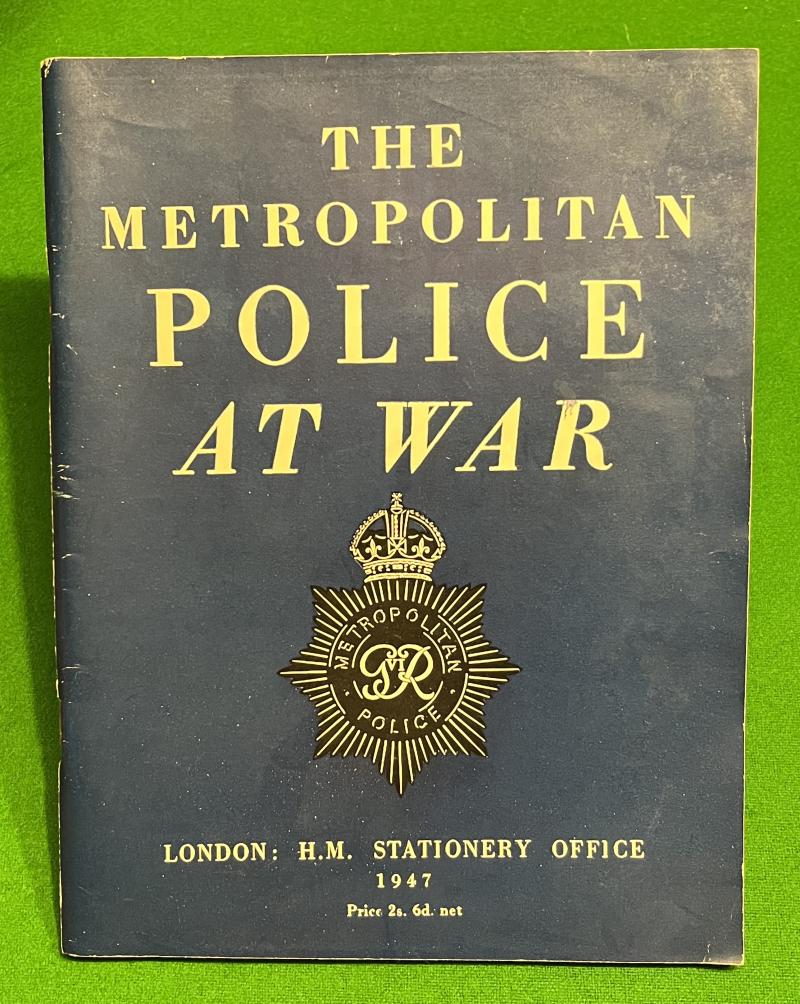 THE
METROPOLITAN
POLICE
AT WAR
METROPOLITAN
GVIR
POLICE
LONDON: H.M. STATIONERY OFFICE
1947
Price 2s. 6d. net